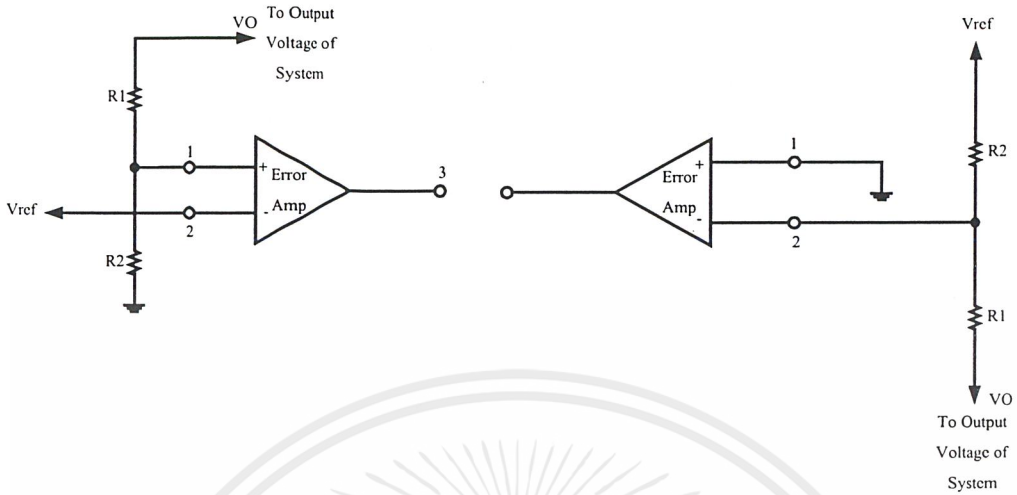 VO
To Output
Voltage of
System
R1
1
+
Error
Amp
-
2
Vref
R2
3
Vref
R2
1
+
Error
Amp
-
2
R1
VO
To Output
Voltage of
System